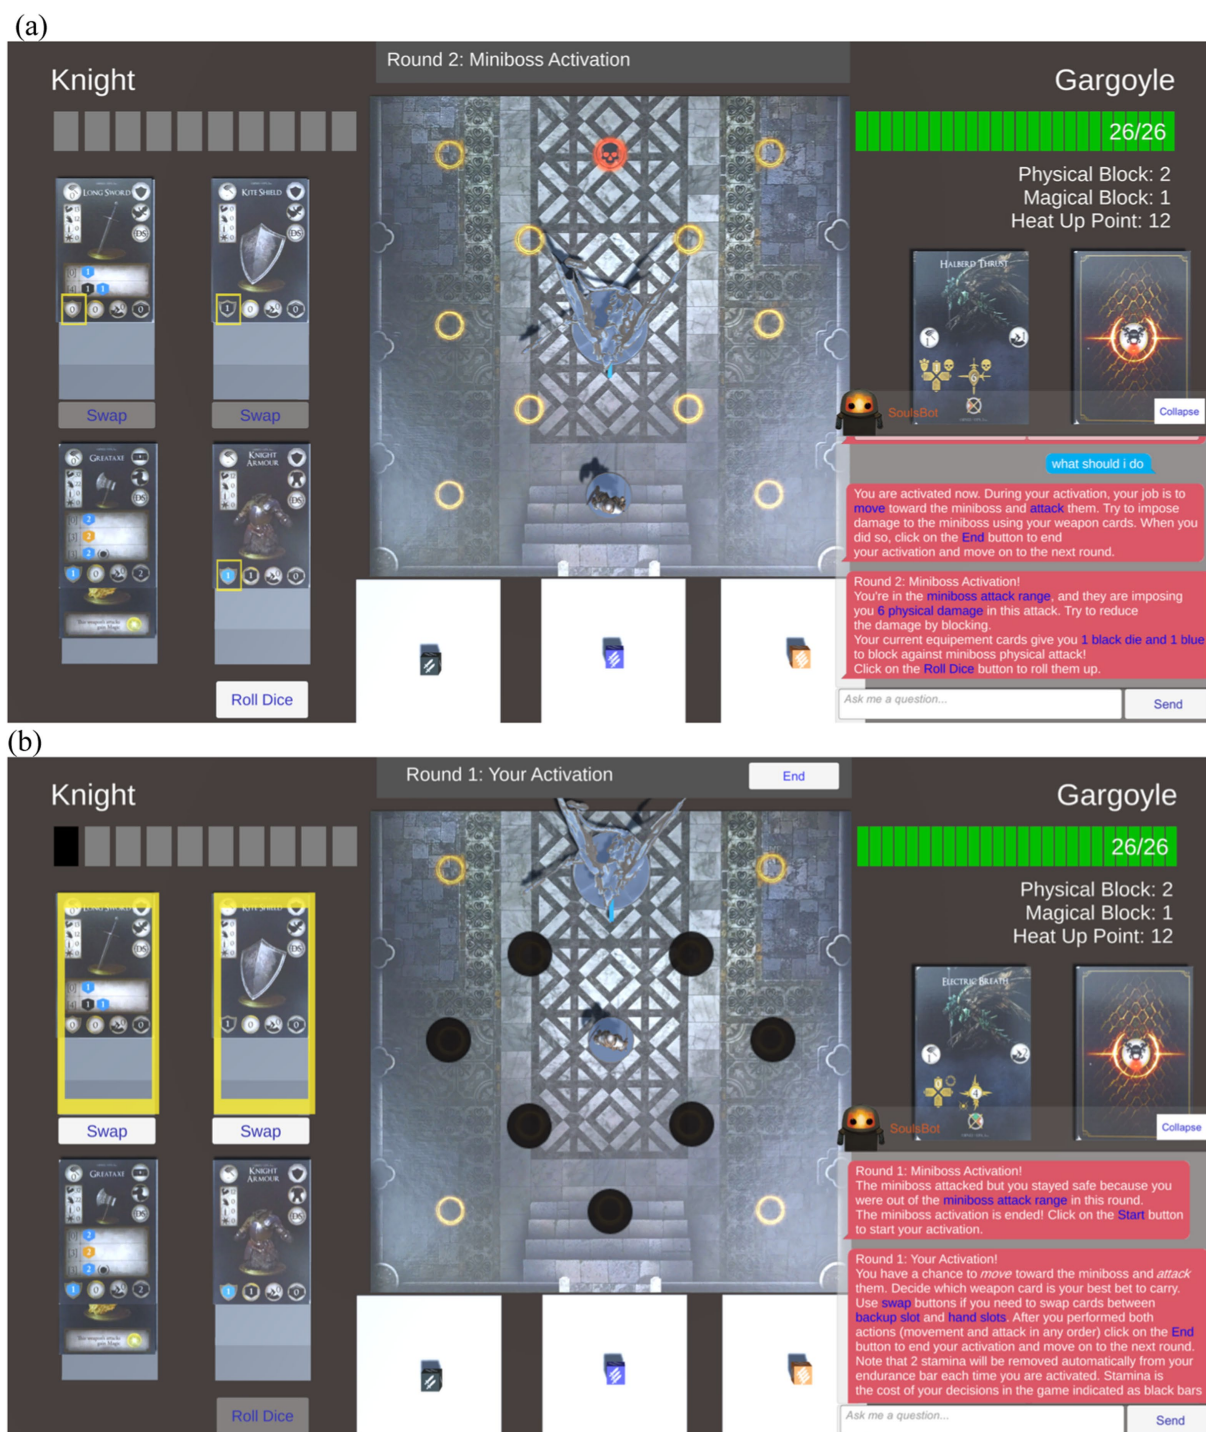 (a)
Knight
Round 2: Miniboss Activation
Gargoyle
26/26
Physical Block: 2
Magical Block: 1
Heat Up Point: 12
LONG SWORD
KITE SHIELD
HALBERD THRUST
Swap
Swap
GREATAXE
KNIGHT
ARMOUR
SoulsBot
Collapse
what should i do
You are activated now. During your activation, your job is to
move toward the miniboss and attack them. Try to impose
damage to the miniboss using your weapon cards. When you
did so, click on the End button to end
your activation and move on to the next round.
Round 2: Miniboss Activation!
You're in the miniboss attack range, and they are imposing
you 6 physical damage in this attack. Try to reduce
the damage by blocking.
Your current equipement cards give you 1 black die and 1 blue
to block against miniboss physical attack!
Click on the Roll Dice button to roll them up.
Roll Dice
Ask me a question...
Send
(b)
Knight
Round 1: Your Activation
End
Gargoyle
26/26
Physical Block: 2
Magical Block: 1
Heat Up Point: 12
LONG SWORD
KITE SHIELD
ELECTRIC BREATH
Swap
Swap
GREATAXE
KNIGHT
ARMOUR
SoulsBot
Collapse
Round 1: Miniboss Activation!
The miniboss attacked but you stayed safe because you
were out of the miniboss attack range in this round.
The miniboss activation is ended! Click on the Start button
to start your activation.
Round 1: Your Activation!
You have a chance to move toward the miniboss and attack
them. Decide which weapon card is your best bet to carry.
Use swap buttons if you need to swap cards between
backup slot and hand slots. After you performed both
actions (movement and attack in any order) click on the End
button to end your activation and move on to the next round.
Note that 2 stamina will be removed automatically from your
endurance bar each time you are activated. Stamina is
the cost of your decisions in the game indicated as black bars
Roll Dice
Ask me a question...
Send